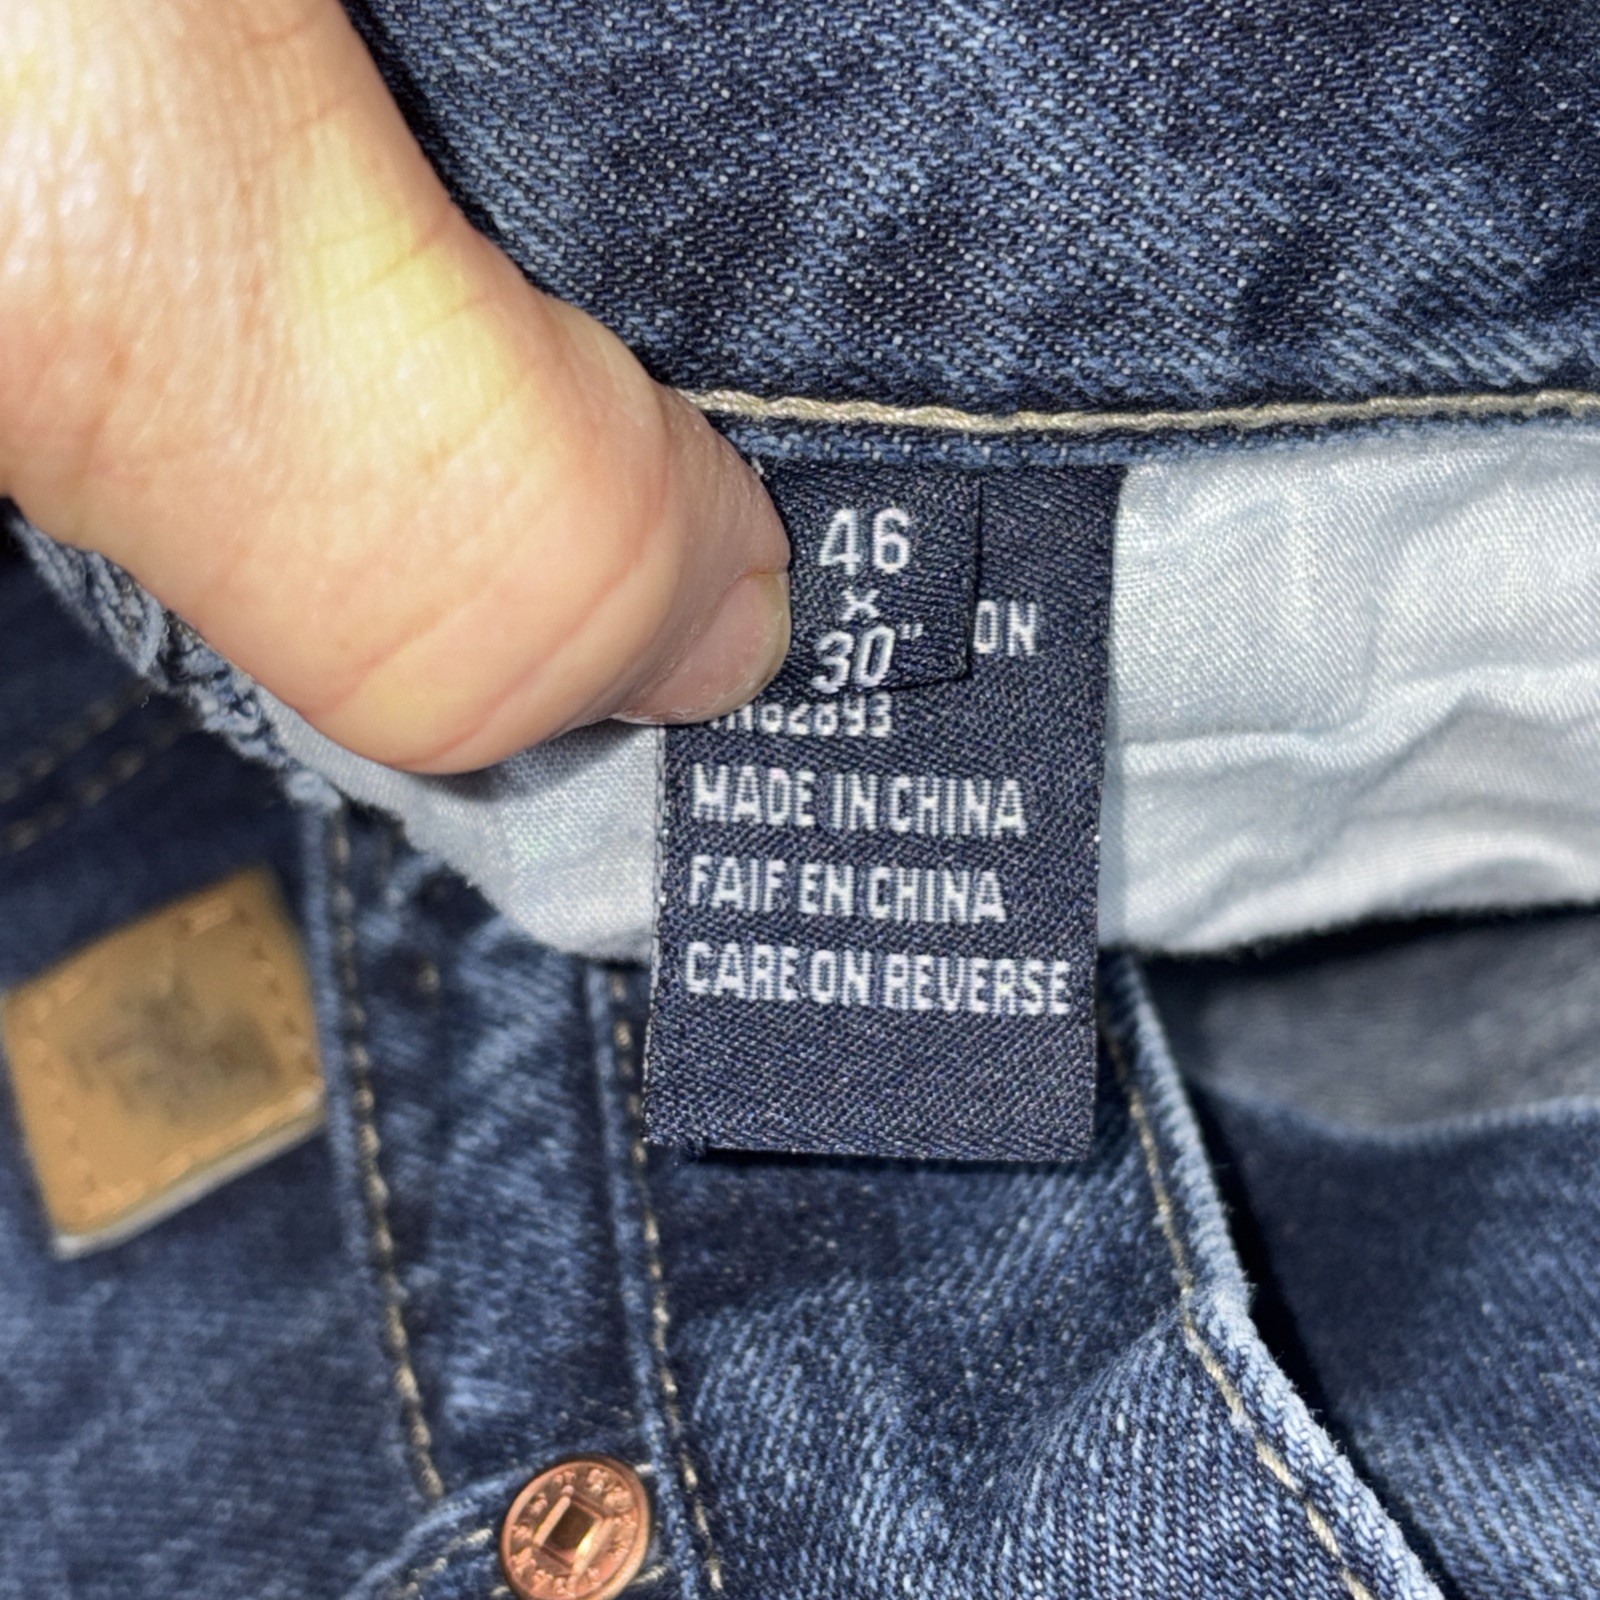 46
x
30"
ON
MADE IN CHINA
FAIF EN CHINA
CARE ON REVERSE